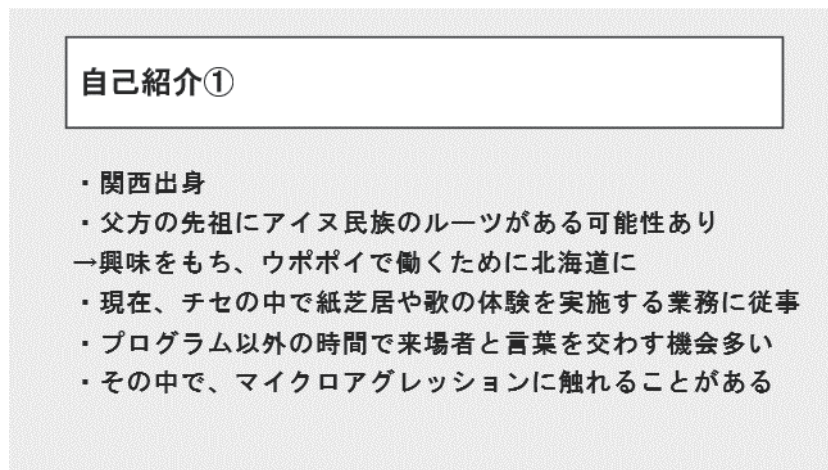 自己紹介①
・関西出身
・父方の先祖にアイヌ民族のルーツがある可能性あり
→興味をもち、ウポポイで働くために北海道に
・現在、チセの中で紙芝居や歌の体験を実施する業務に従事
・プログラム以外の時間で来場者と言葉を交わす機会多い
・その中で、マイクロアグレッションに触れることがある